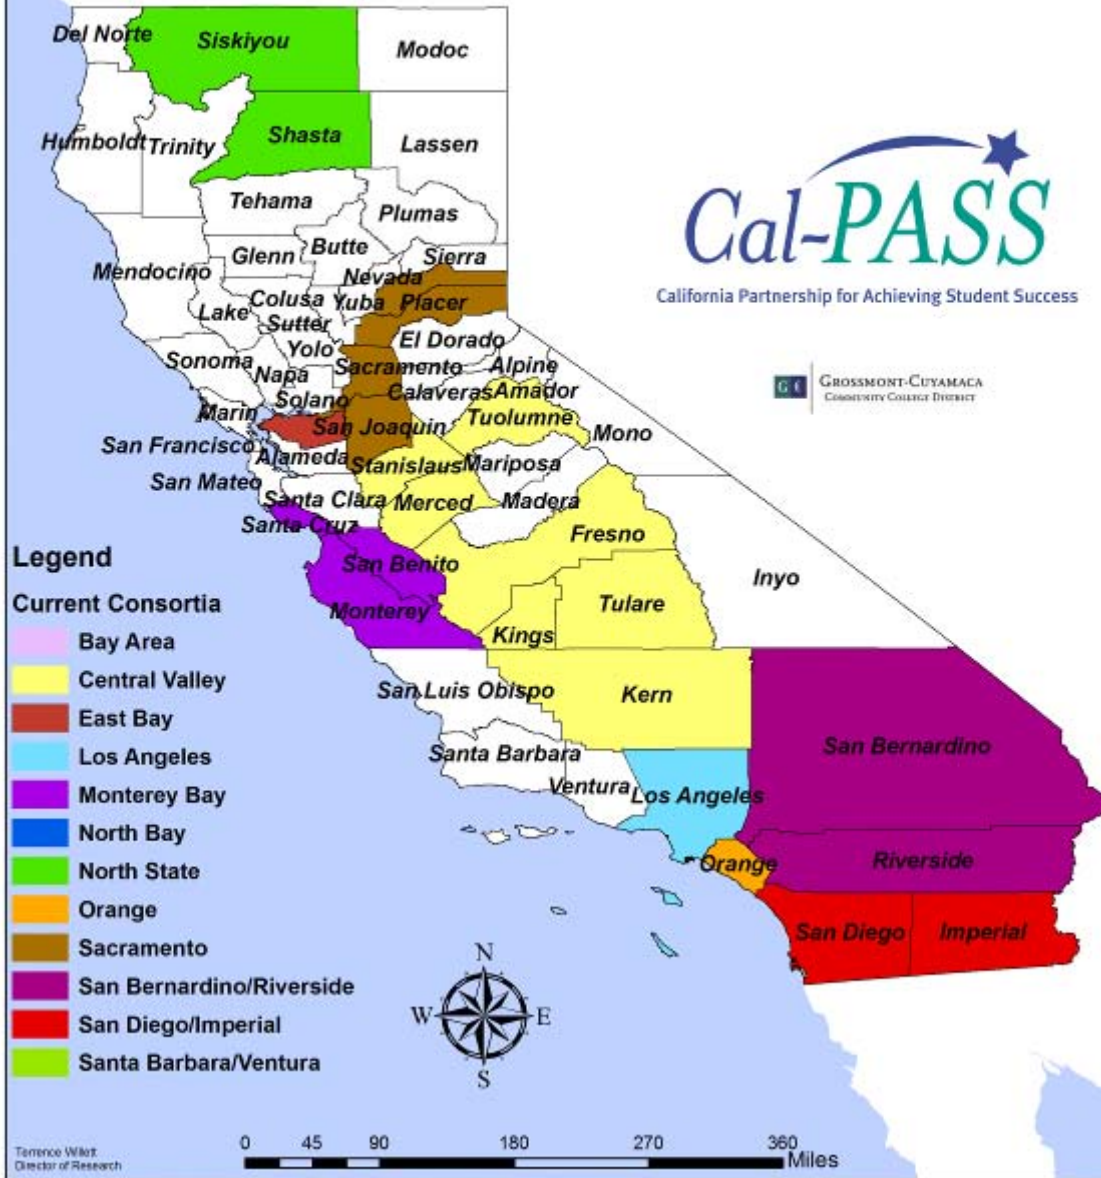 Del Norte
Siskiyou
Modoc
Humboldt
Trinity
Shasta
Lassen
Tehama
Plumas
Glenn
Butte
Sierra
Mendocino
Nevada
Lake
Colusa
Yuba
Placer
Sutter
Yolo
El Dorado
Sonoma
Napa
Sacramento
Alpine
Solano
Calaveras
Amador
Marin
San Joaquin
Tuolumne
Mono
San Francisco
Alameda
Stanislaus
Mariposa
San Mateo
Santa Clara
Merced
Madera
Santa Cruz
Fresno
San Benito
Inyo
Monterey
Tulare
Kings
San Luis Obispo
Kern
Santa Barbara
San Bernardino
Ventura
Los Angeles
Orange
Riverside
San Diego
Imperial
Cal-PASS
California Partnership for Achieving Student Success
GC
GROSSMONT-CUYAMACA
COMMUNITY COLLEGE DISTRICT
Legend
Current Consortia
Bay Area
Central Valley
East Bay
Los Angeles
Monterey Bay
North Bay
North State
Orange
Sacramento
San Bernardino/Riverside
San Diego/Imperial
Santa Barbara/Ventura
N
W
E
S
Terrence Willett
Director of Research
0 45 90 180 270 360
Miles